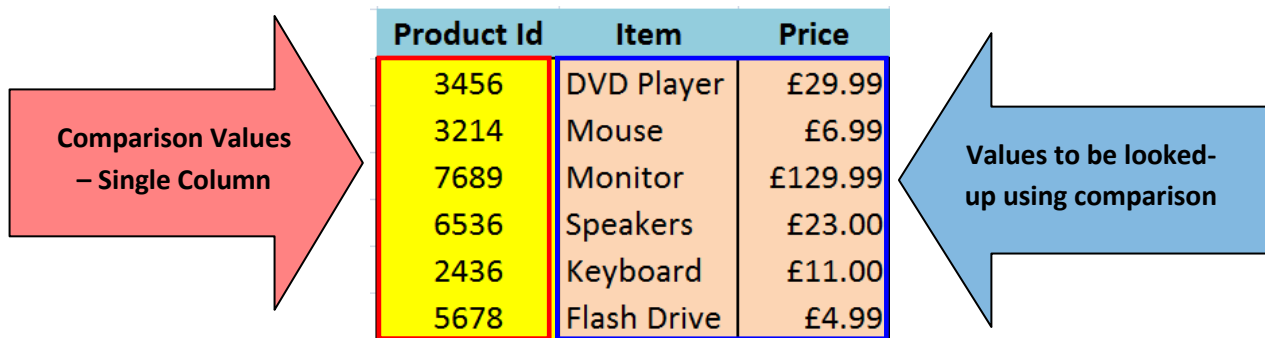 Product Id Item Price
Comparison Values
– Single Column
3456 DVD Player £29.99
3214 Mouse £6.99
7689 Monitor £129.99
6536 Speakers £23.00
2436 Keyboard £11.00
5678 Flash Drive £4.99
Values to be looked-
up using comparison